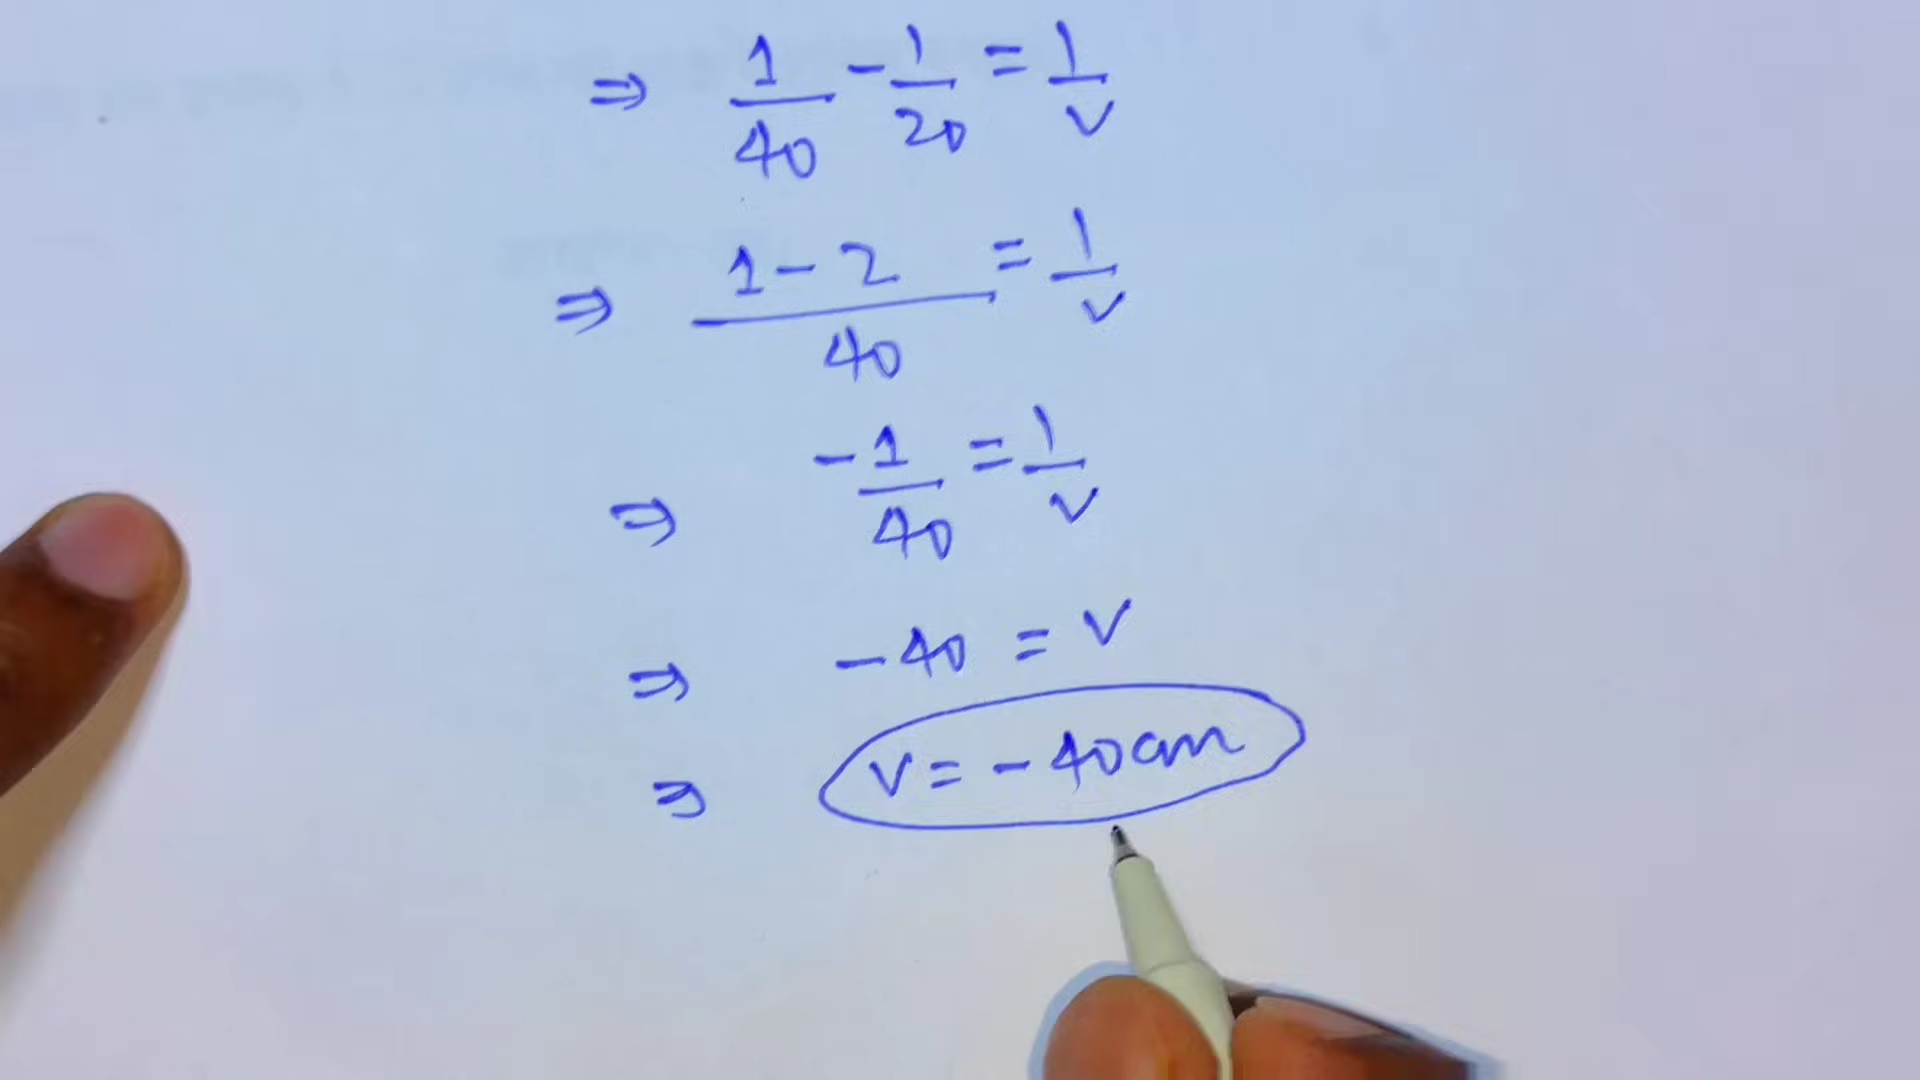 ⇒ 1/40 - 1/20 = 1/v
⇒ 1-2/40 = 1/v
⇒ -1/40 = 1/v
⇒ -40 = v
⇒ v = -40cm